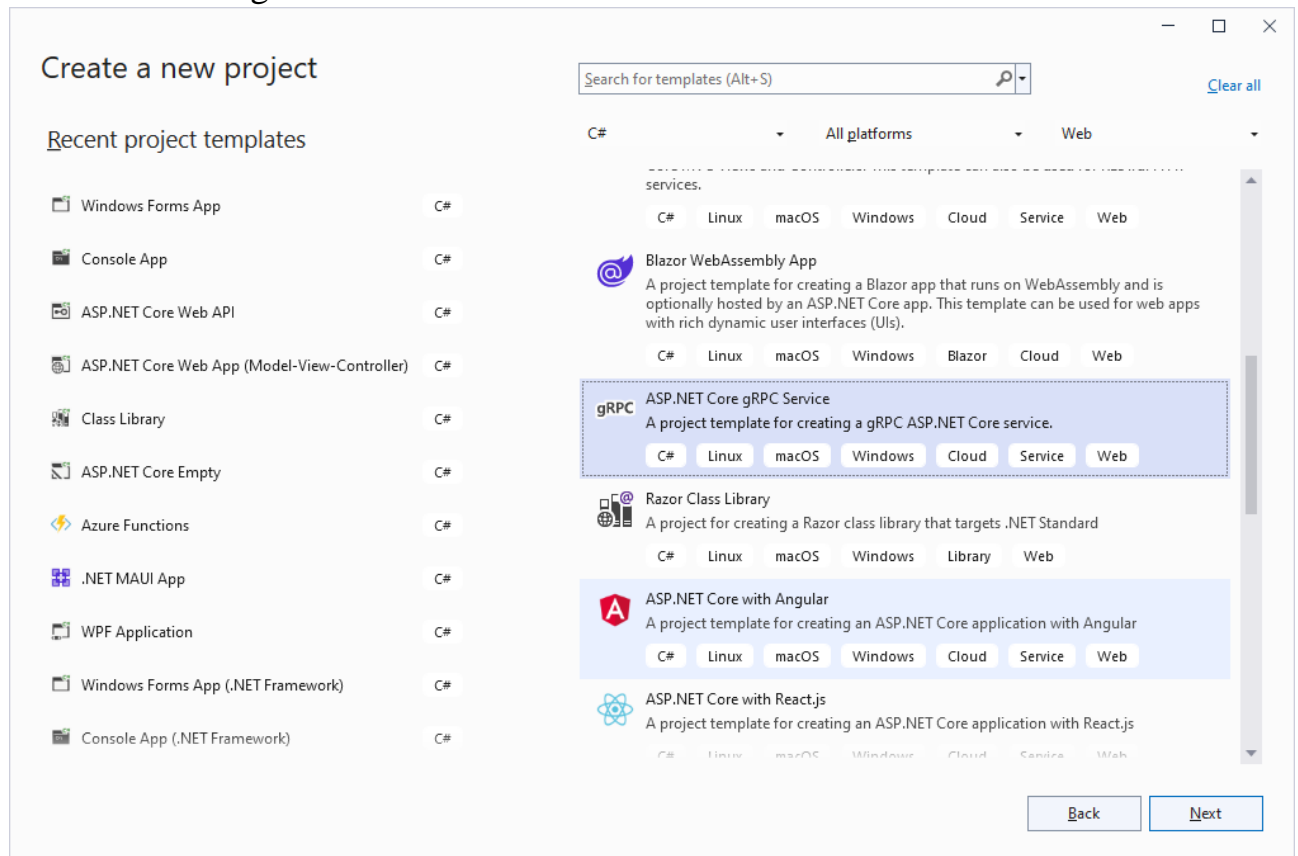 Create a new project
Search for templates (Alt+S)
Clear all
Recent project templates
C#
All platforms
Web
Windows Forms App C#
Console App C#
ASP.NET Core Web API C#
ASP.NET Core Web App (Model-View-Controller) C#
Class Library C#
ASP.NET Core Empty C#
Azure Functions C#
.NET MAUI App C#
WPF Application C#
Windows Forms App (.NET Framework) C#
Console App (.NET Framework) C#
services.
C# Linux macOS Windows Cloud Service Web
Blazor WebAssembly App
A project template for creating a Blazor app that runs on WebAssembly and is
optionally hosted by an ASP.NET Core app. This template can be used for web apps
with rich dynamic user interfaces (UIs).
C# Linux macOS Windows Blazor Cloud Web
gRPC
ASP.NET Core gRPC Service
A project template for creating a gRPC ASP.NET Core service.
C# Linux macOS Windows Cloud Service Web
Razor Class Library
A project for creating a Razor class library that targets .NET Standard
C# Linux macOS Windows Library Web
ASP.NET Core with Angular
A project template for creating an ASP.NET Core application with Angular
C# Linux macOS Windows Cloud Service Web
ASP.NET Core with React.js
A project template for creating an ASP.NET Core application with React.js
C# Linux macOS Windows Cloud Service Web
Back
Next